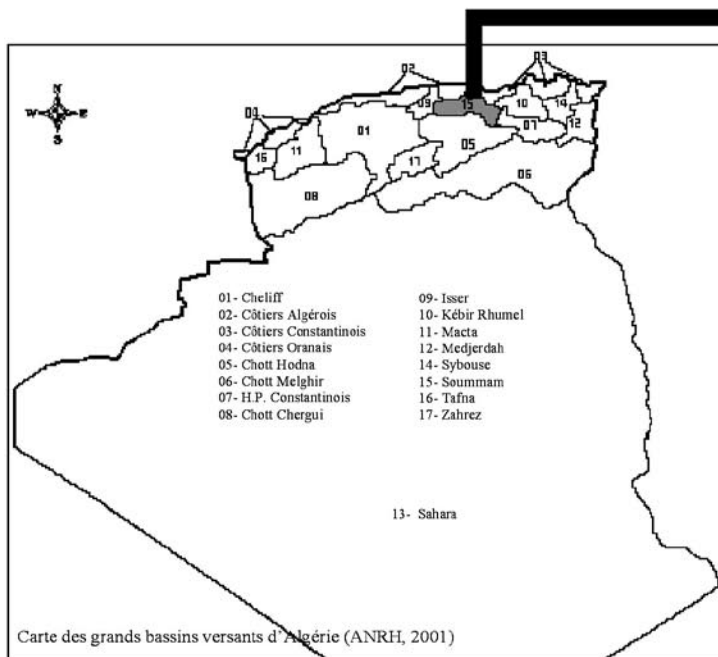 N
W E
S
02
03
04
09
15
10
14
16
11
01
07
12
05
17
08
06
01- Cheliff
02- Côtiers Algérois
03- Côtiers Constantinois
04- Côtiers Oranais
05- Chott Hodna
06- Chott Melghir
07- H.P. Constantinois
08- Chott Chergui
09- Isser
10- Kébir Rhumel
11- Macta
12- Medjerdah
14- Sybouse
15- Soummam
16- Tafna
17- Zahrez
13- Sahara
Carte des grands bassins versants d'Algérie (ANRH, 2001)